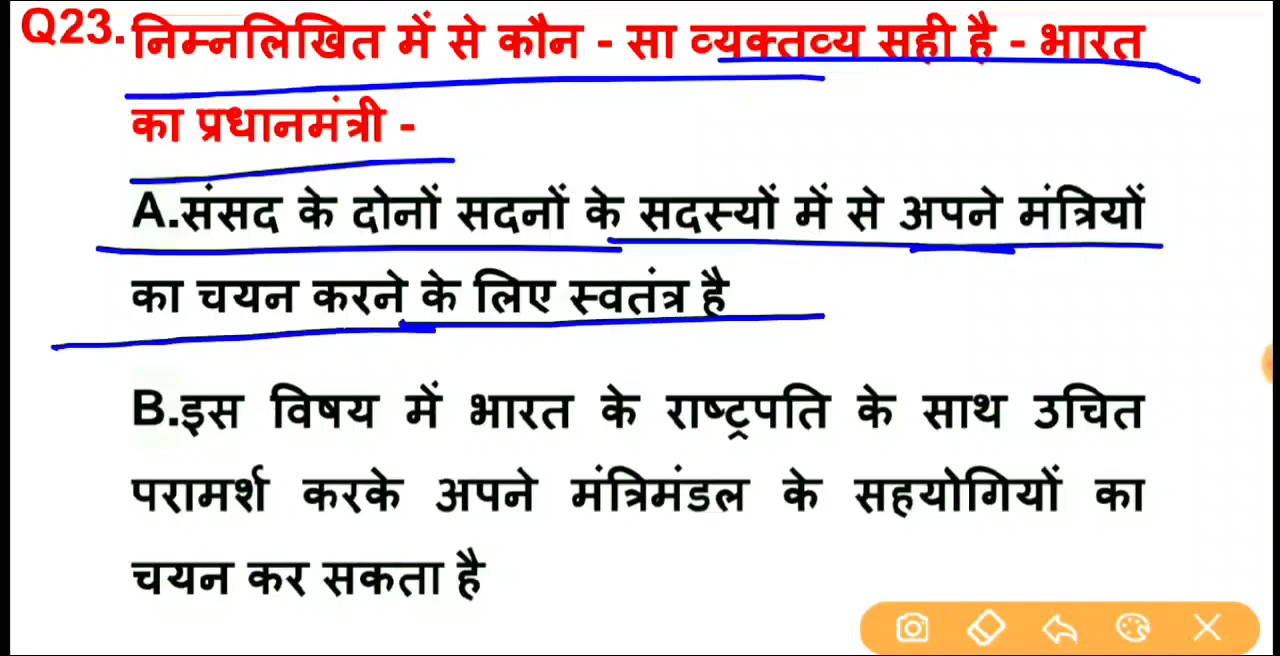 Q23. निम्नलिखित में से कौन - सा व्यक्तव्य सही है - भारत
का प्रधानमंत्री -
A.संसद के दोनों सदनों के सदस्यों में से अपने मंत्रियों
का चयन करने के लिए स्वतंत्र है
B.इस विषय में भारत के राष्ट्रपति के साथ उचित
परामर्श करके अपने मंत्रिमंडल के सहयोगियों का
चयन कर सकता है